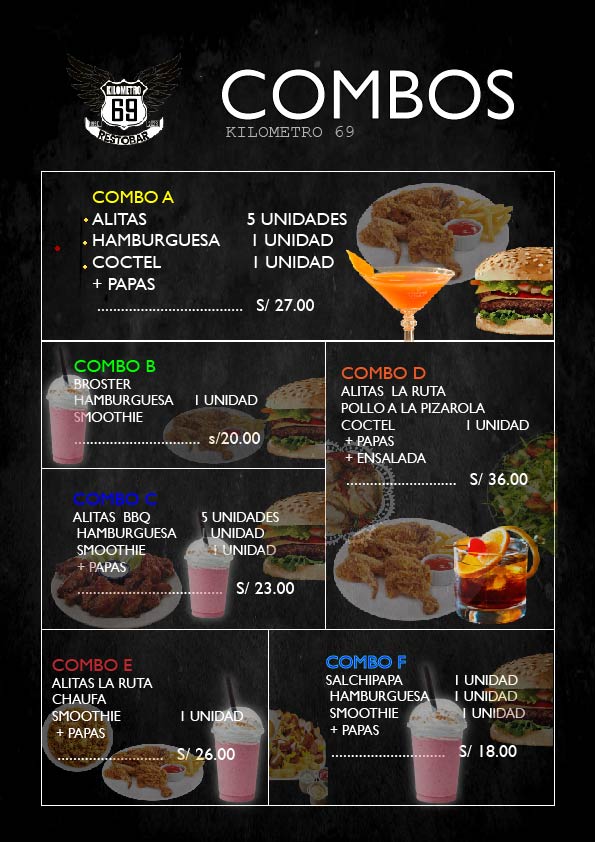 KILOMETRO
69
RESTOBAR
COMBOS
KILOMETRO 69
COMBO A
ALITAS 5 UNIDADES
HAMBURGUESA 1 UNIDAD
COCTEL 1 UNIDAD
+ PAPAS
..................................... S/ 27.00
COMBO B
BROSTER
HAMBURGUESA 1 UNIDAD
SMOOTHIE
................................ s/20.00
COMBO D
ALITAS LA RUTA
POLLO A LA PIZAROLA
COCTEL 1 UNIDAD
+ PAPAS
+ ENSALADA
............................ S/ 36.00
COMBO C
ALITAS BBQ 5 UNIDADES
HAMBURGUESA 1 UNIDAD
SMOOTHIE 1 UNIDAD
+ PAPAS
..................................... S/ 23.00
COMBO E
ALITAS LA RUTA
CHAUFA
SMOOTHIE 1 UNIDAD
+ PAPAS
........................... S/ 26.00
COMBO F
SALCHIPAPA 1 UNIDAD
HAMBURGUESA 1 UNIDAD
SMOOTHIE 1 UNIDAD
+ PAPAS
............................. S/ 18.00